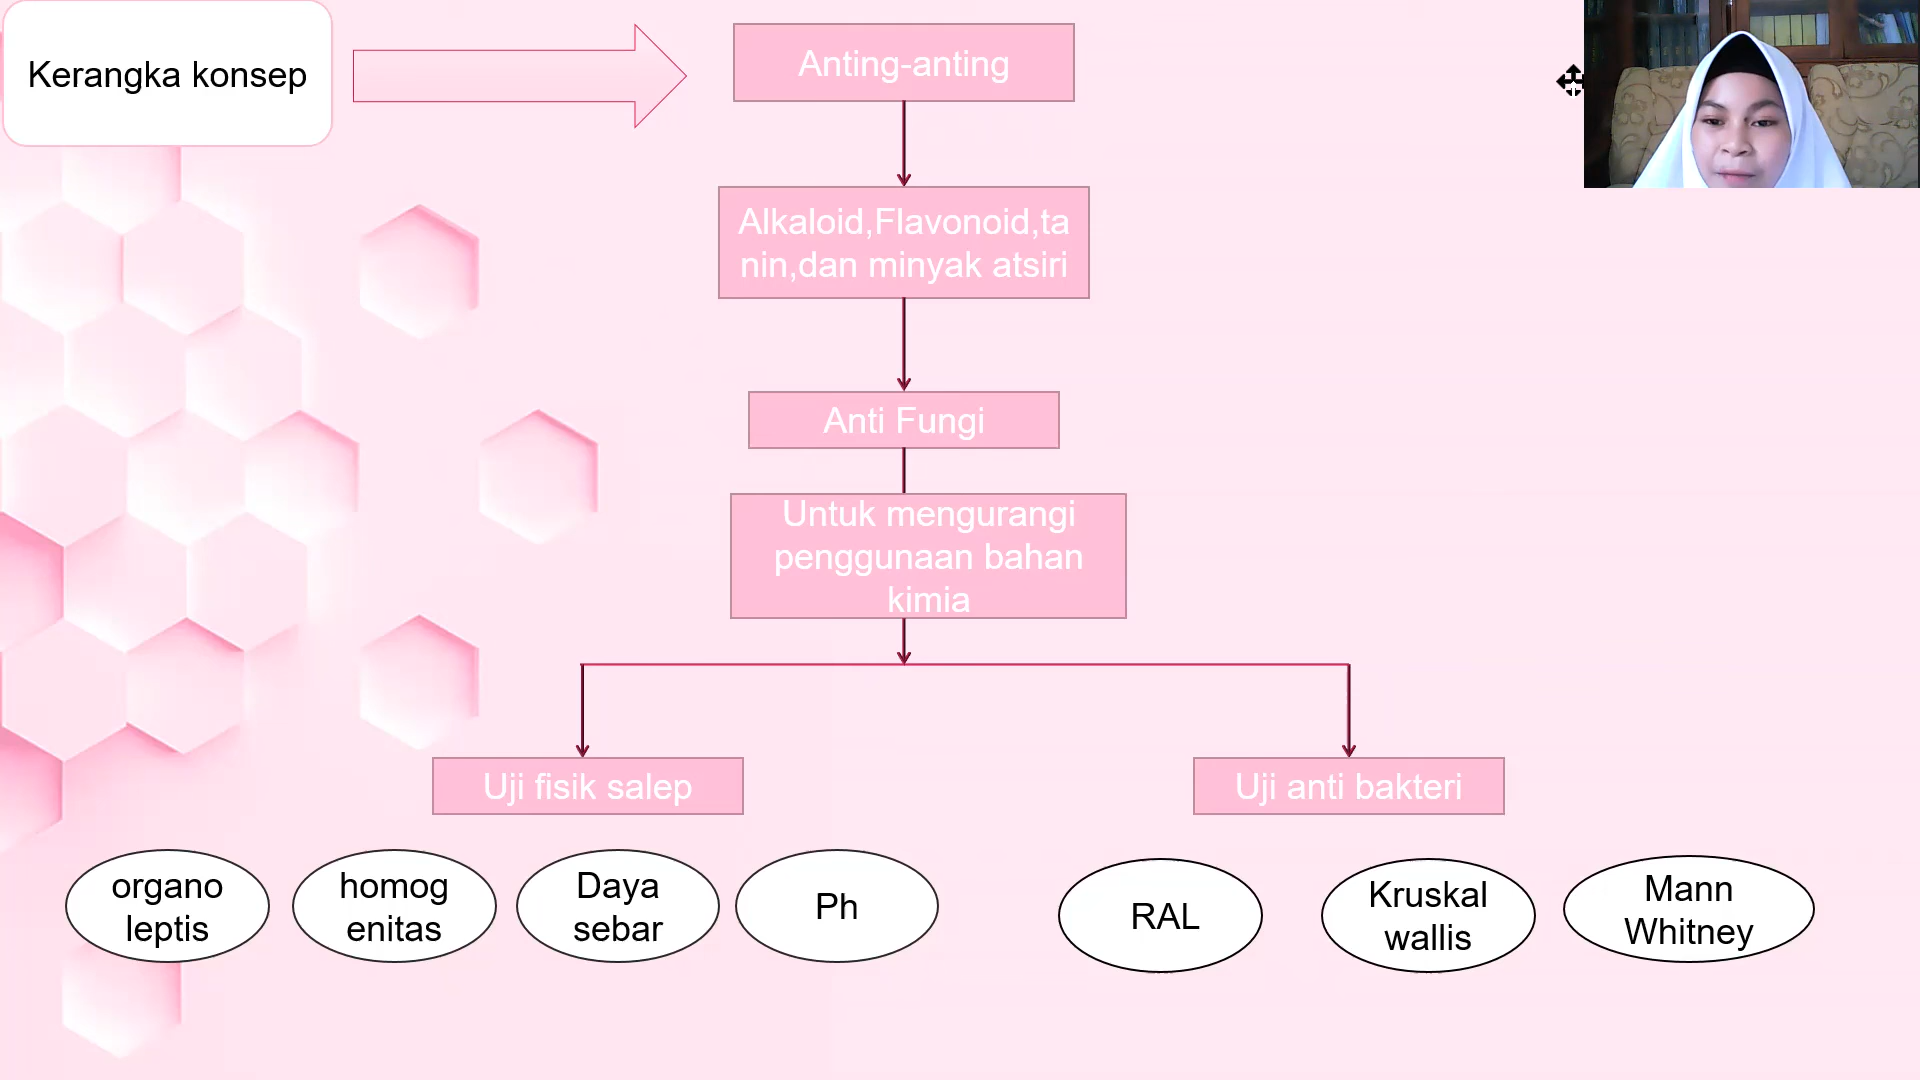 Kerangka konsep
Anting-anting
Alkaloid,Flavonoid,ta
nin,dan minyak atsiri
Anti Fungi
Untuk mengurangi
penggunaan bahan
kimia
Uji fisik salep
Uji anti bakteri
organo
leptis
homog
enitas
Daya
sebar
Ph
RAL
Kruskal
wallis
Mann
Whitney